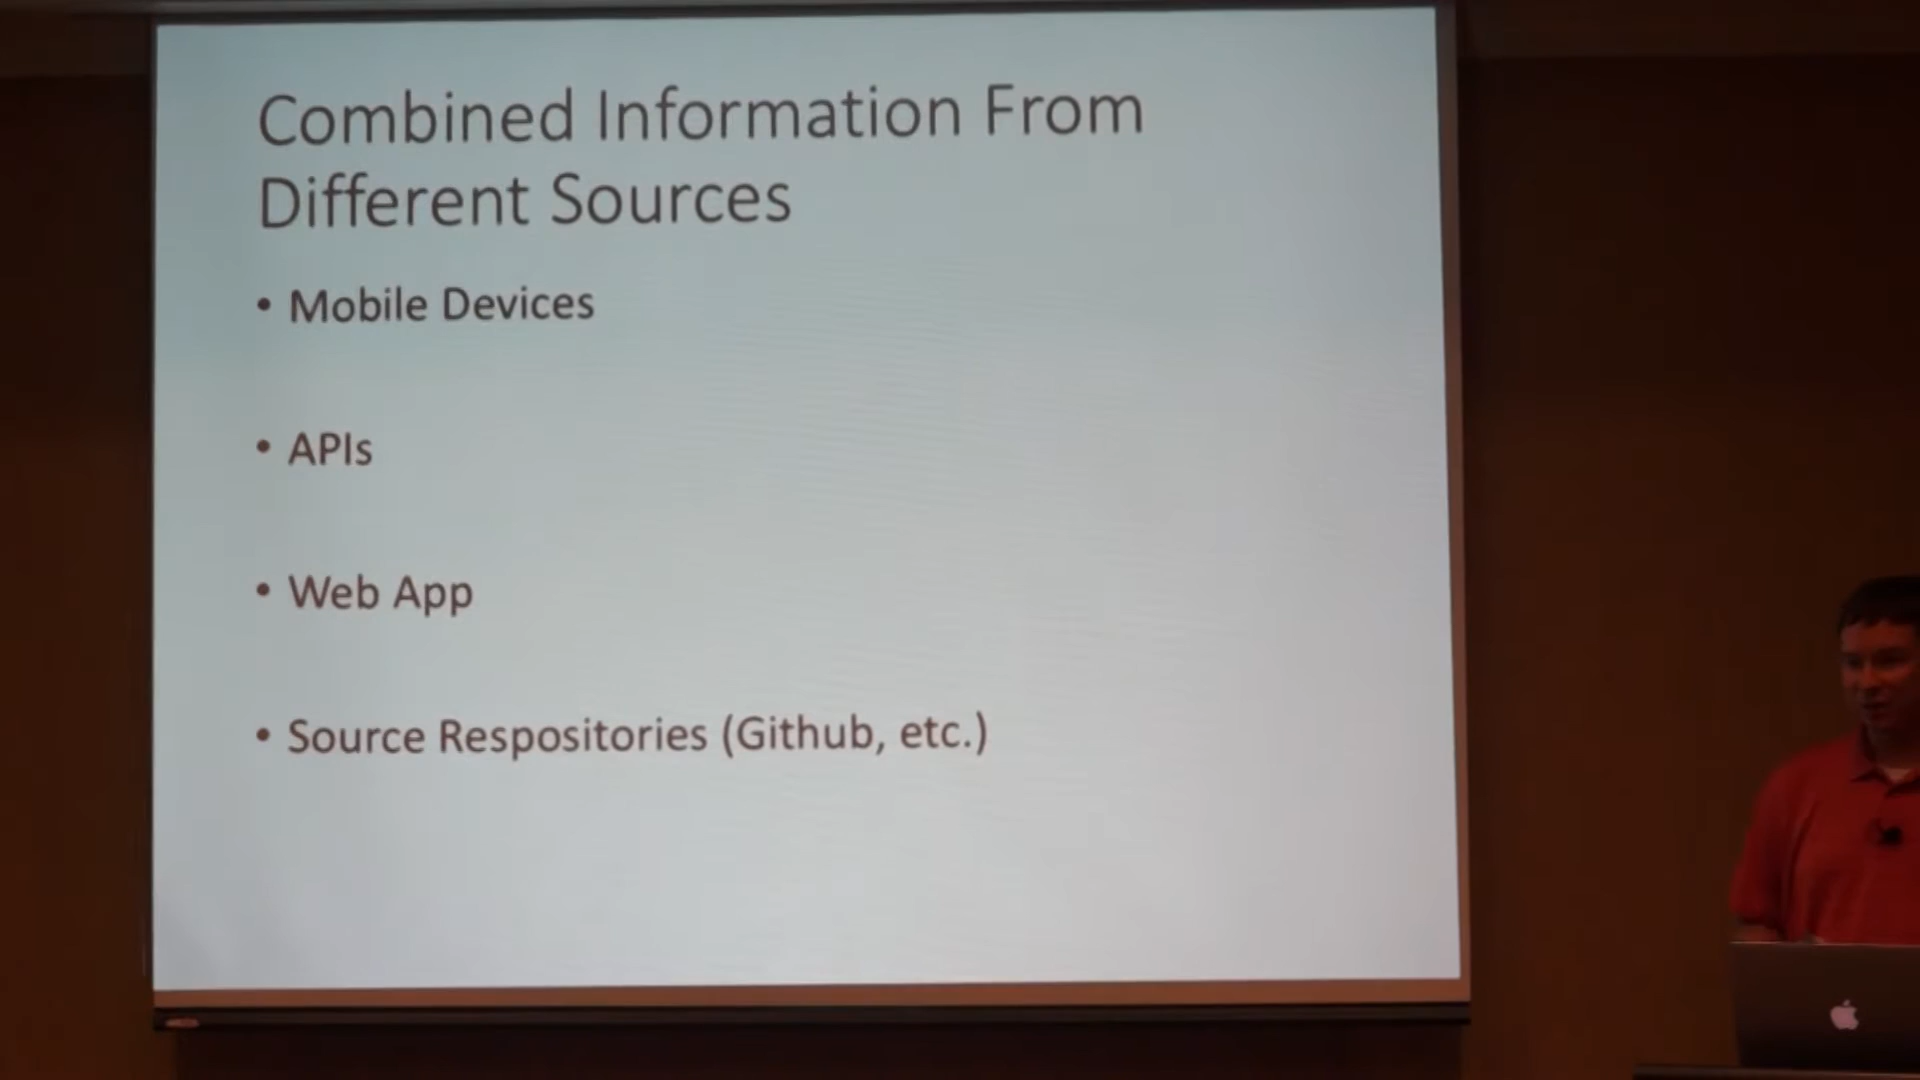 Combined Information From
Different Sources
• Mobile Devices
• APIs
• Web App
• Source Respositories (Github, etc.)